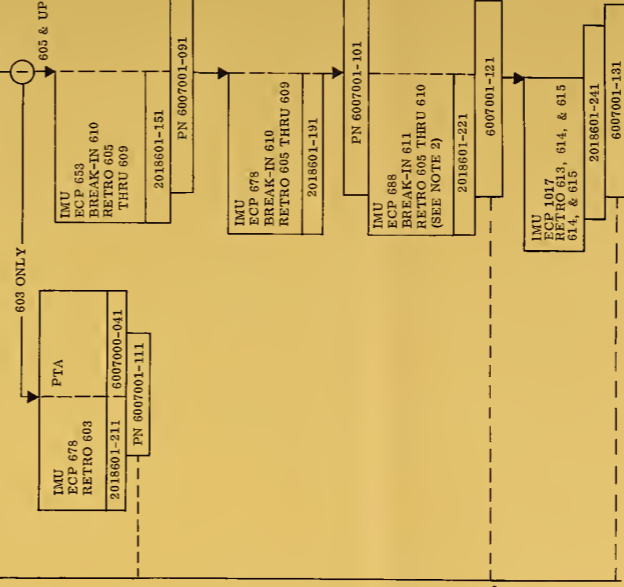 605 & UP
603 ONLY
IMU
ECP 653
BREAK-IN 610
RETRO 605
THRU 609
2018601-151
PN 6007001-091
IMU
ECP 678
BREAK-IN 610
RETRO 605 THRU 609
2018601-191
PN 6007001-101
IMU
ECP 688
BREAK-IN 611
RETRO 605 THRU 610
(SEE NOTE 2)
2018601-221
6007001-121
IMU
ECP 1017
RETRO 613, 614, & 615
614, & 615
2018601-241
6007001-131
IMU
ECP 678
RETRO 603
2018601-211
PTA
6007000-041
PN 6007001-111